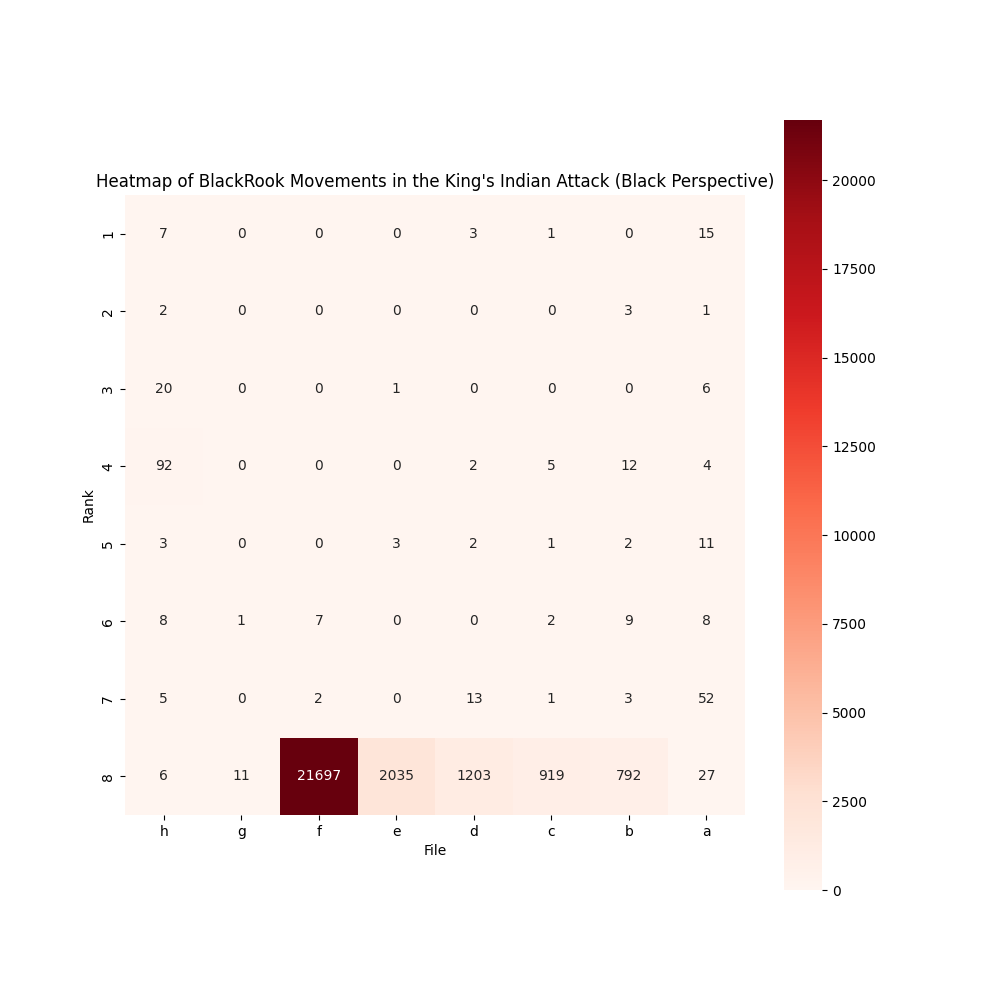 Heatmap of BlackRook Movements in the King's Indian Attack (Black Perspective)
1 7 0 0 0 3 1 0 15
2 2 0 0 0 0 0 3 1
3 20 0 0 1 0 0 0 6
4 92 0 0 0 2 5 12 4
5 3 0 0 3 2 1 2 11
6 8 1 7 0 0 2 9 8
7 5 0 2 0 13 1 3 52
8 6 11 21697 2035 1203 919 792 27
h g f e d c b a
File
Rank
20000
17500
15000
12500
10000
7500
5000
2500
0